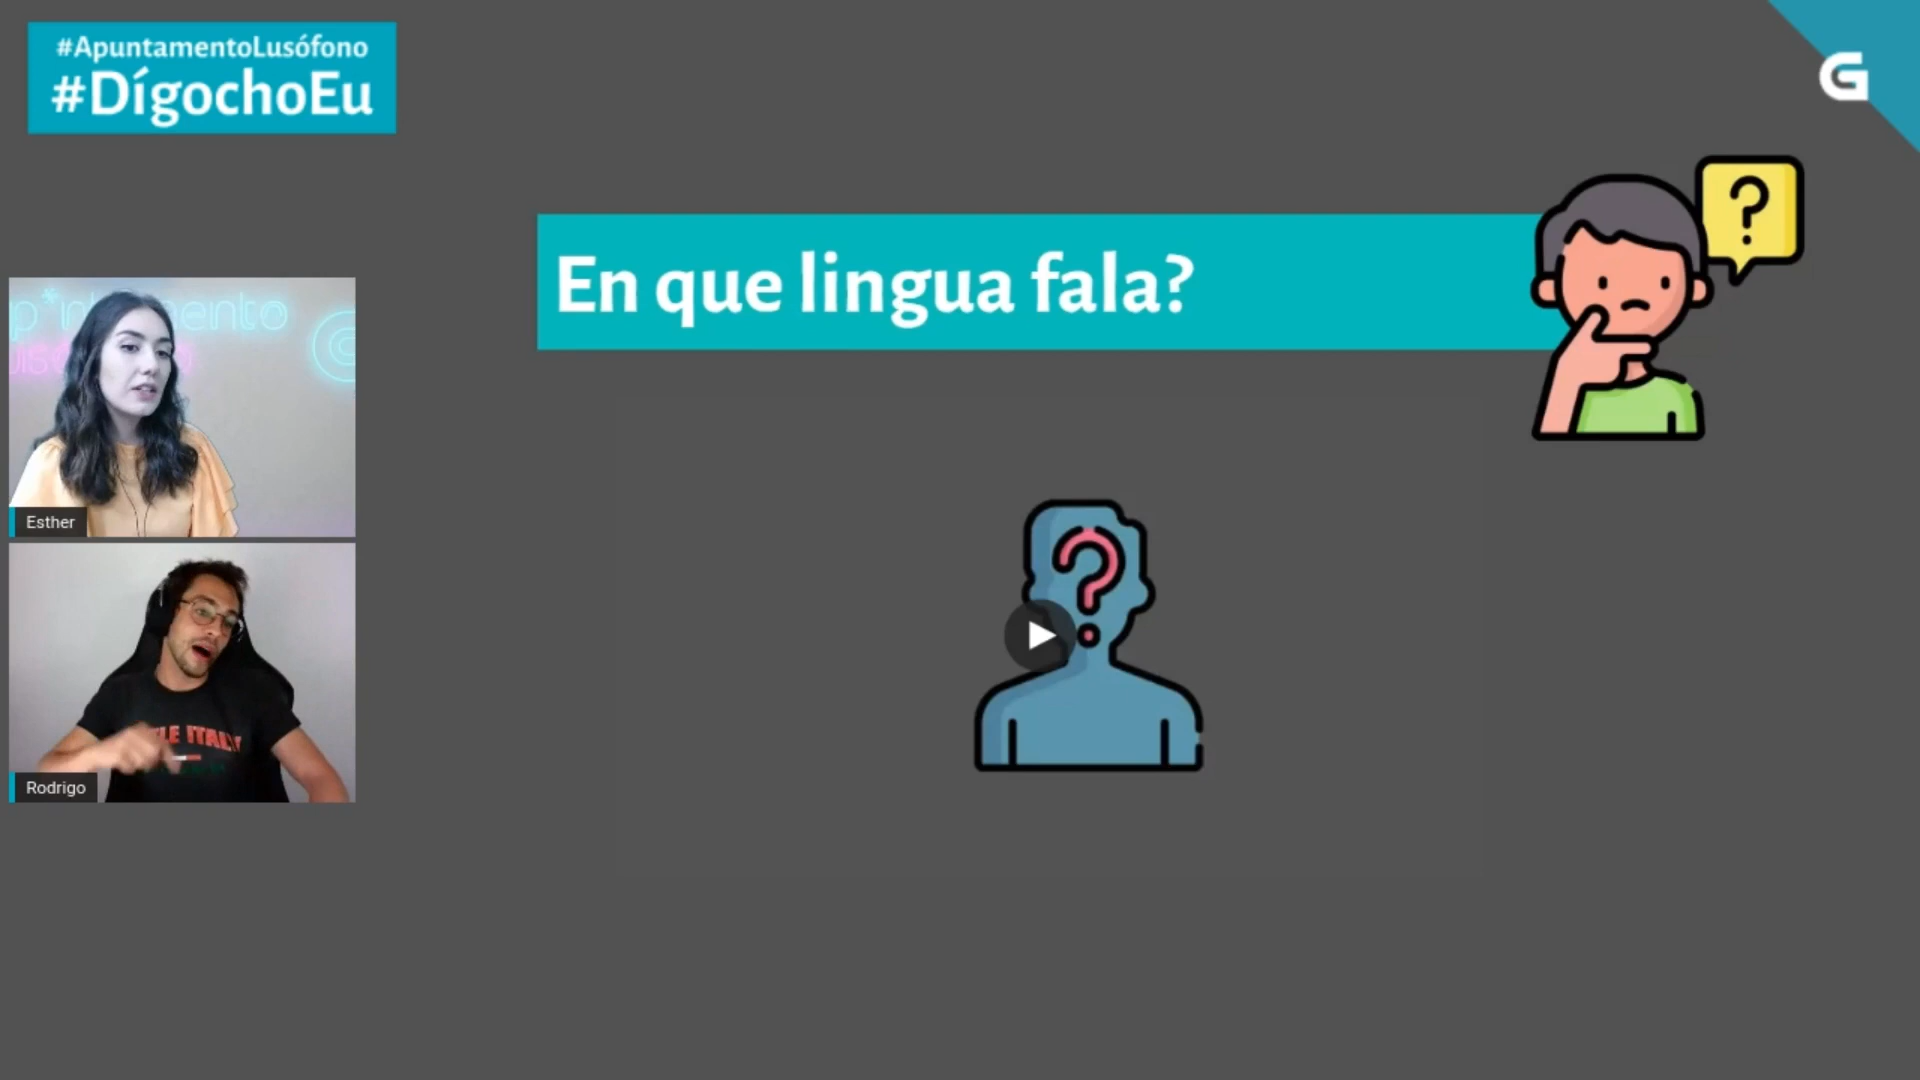 #ApuntamentoLusófono
#DígochoEu
En que lingua fala?
Esther
Rodrigo